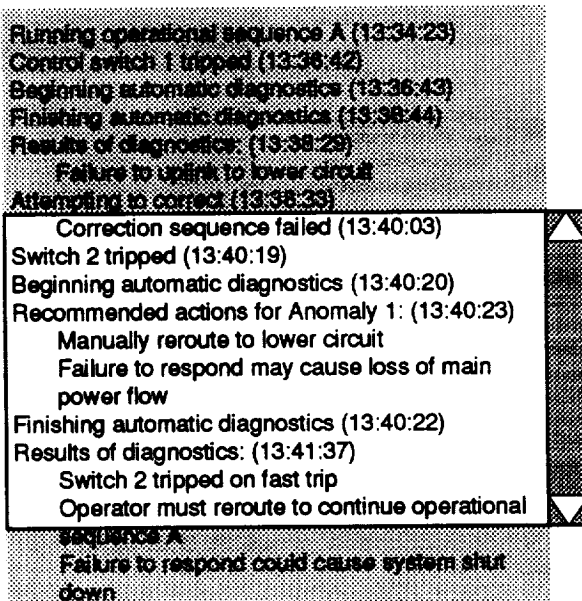 Running operational sequence A (13:34:23)
Control switch 1 tripped (13:36:42)
Beginning automatic diagnostics (13:36:43)
Finishing automatic diagnostics (13:38:44)
Results of diagnostics: (13:38:29)
Failure to uplink to lower circuit
Attempting to correct (13:38:33)
Correction sequence failed (13:40:03)
Switch 2 tripped (13:40:19)
Beginning automatic diagnostics (13:40:20)
Recommended actions for Anomaly 1: (13:40:23)
Manually reroute to lower circuit
Failure to respond may cause loss of main
power flow
Finishing automatic diagnostics (13:40:22)
Results of diagnostics: (13:41:37)
Switch 2 tripped on fast trip
Operator must reroute to continue operational
sequence A
Failure to respond could cause system shut
down